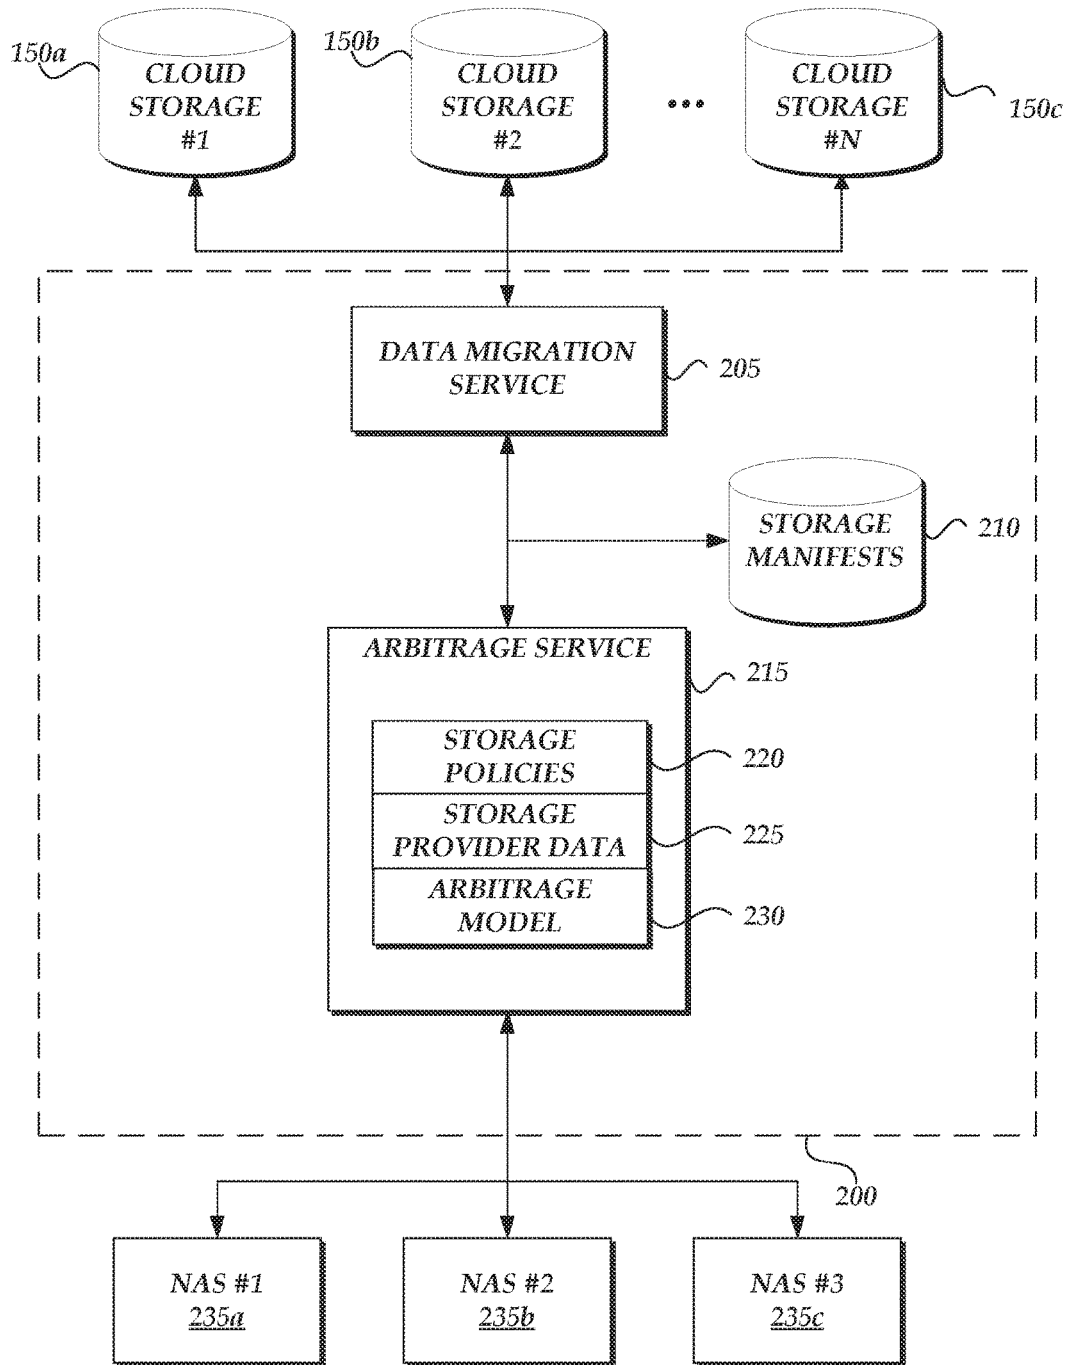 150a
CLOUD
STORAGE
#1
150b
CLOUD
STORAGE
#2
•••
CLOUD
STORAGE
#N
150c
DATA MIGRATION
SERVICE
205
STORAGE
MANIFESTS
210
ARBITRAGE SERVICE
215
STORAGE
POLICIES
220
STORAGE
PROVIDER DATA
225
ARBITRAGE
MODEL
230
200
NAS #1
235a
NAS #2
235b
NAS #3
235c